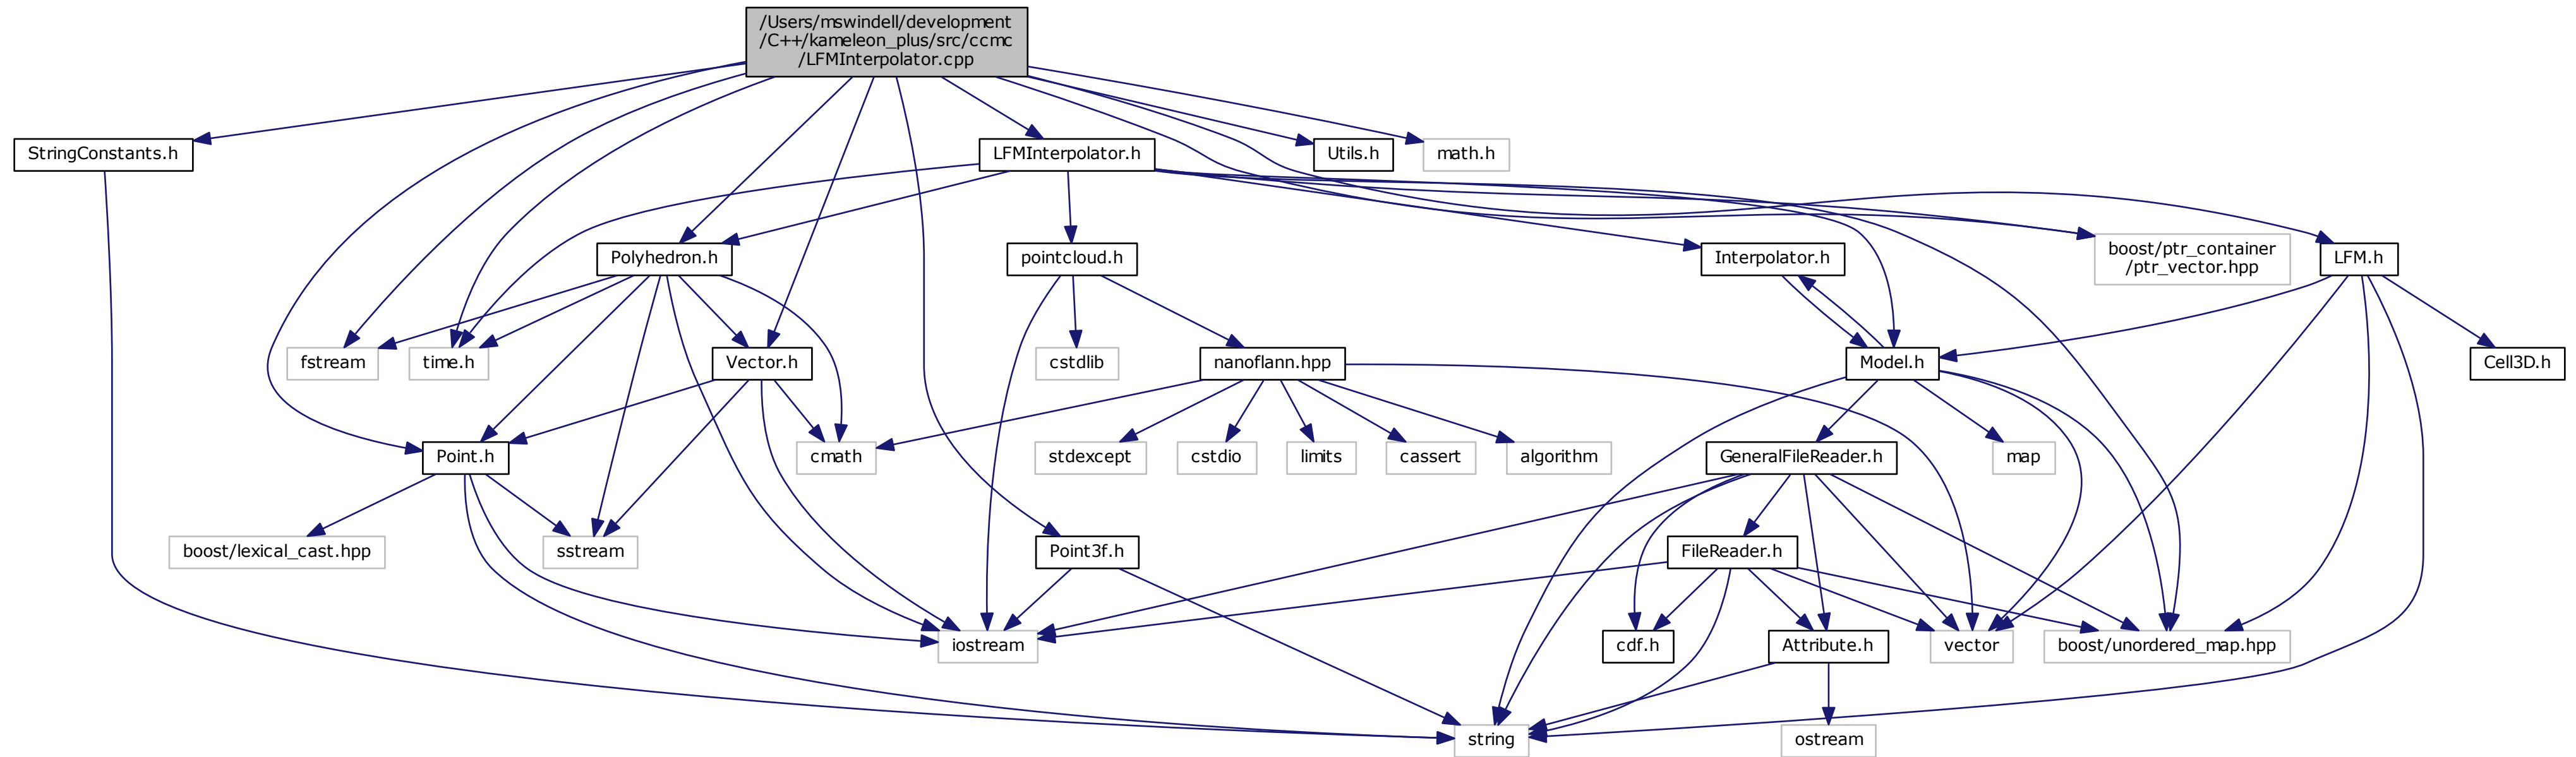 /Users/mswindell/development
/C++/kameleon_plus/src/ccmc
/LFMInterpolator.cpp
StringConstants.h
LFMInterpolator.h
Utils.h
math.h
Polyhedron.h
pointcloud.h
Interpolator.h
boost/ptr_container
/ptr_vector.hpp
LFM.h
fstream
time.h
Vector.h
cstdlib
nanoflann.hpp
Model.h
Cell3D.h
Point.h
cmath
stdexcept
cstdio
limits
cassert
algorithm
GeneralFileReader.h
map
boost/lexical_cast.hpp
sstream
Point3f.h
FileReader.h
iostream
cdf.h
Attribute.h
vector
boost/unordered_map.hpp
string
ostream